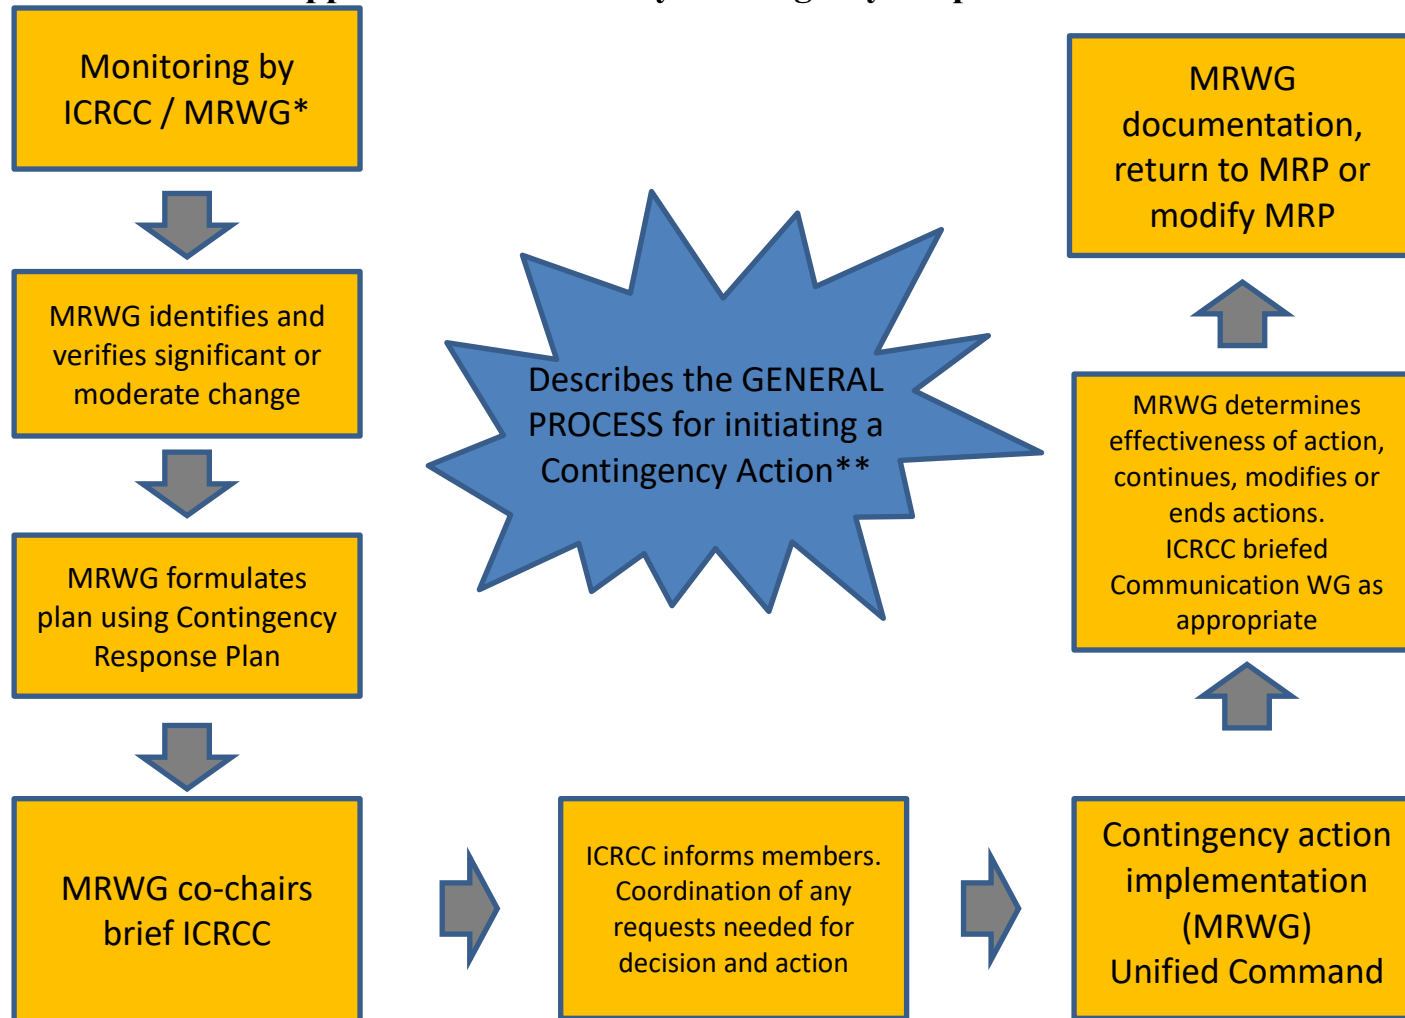 Monitoring by
ICRCC / MRWG*
MRWG identifies and
verifies significant or
moderate change
MRWG formulates
plan using Contingency
Response Plan
MRWG co-chairs
brief ICRCC
Describes the GENERAL
PROCESS for initiating a
Contingency Action**
ICRCC informs members.
Coordination of any
requests needed for
decision and action
Contingency action
implementation
(MRWG)
Unified Command
MRWG determines
effectiveness of action,
continues, modifies or
ends actions.
ICRCC briefed
Communication WG as
appropriate
MRWG
documentation,
return to MRP or
modify MRP